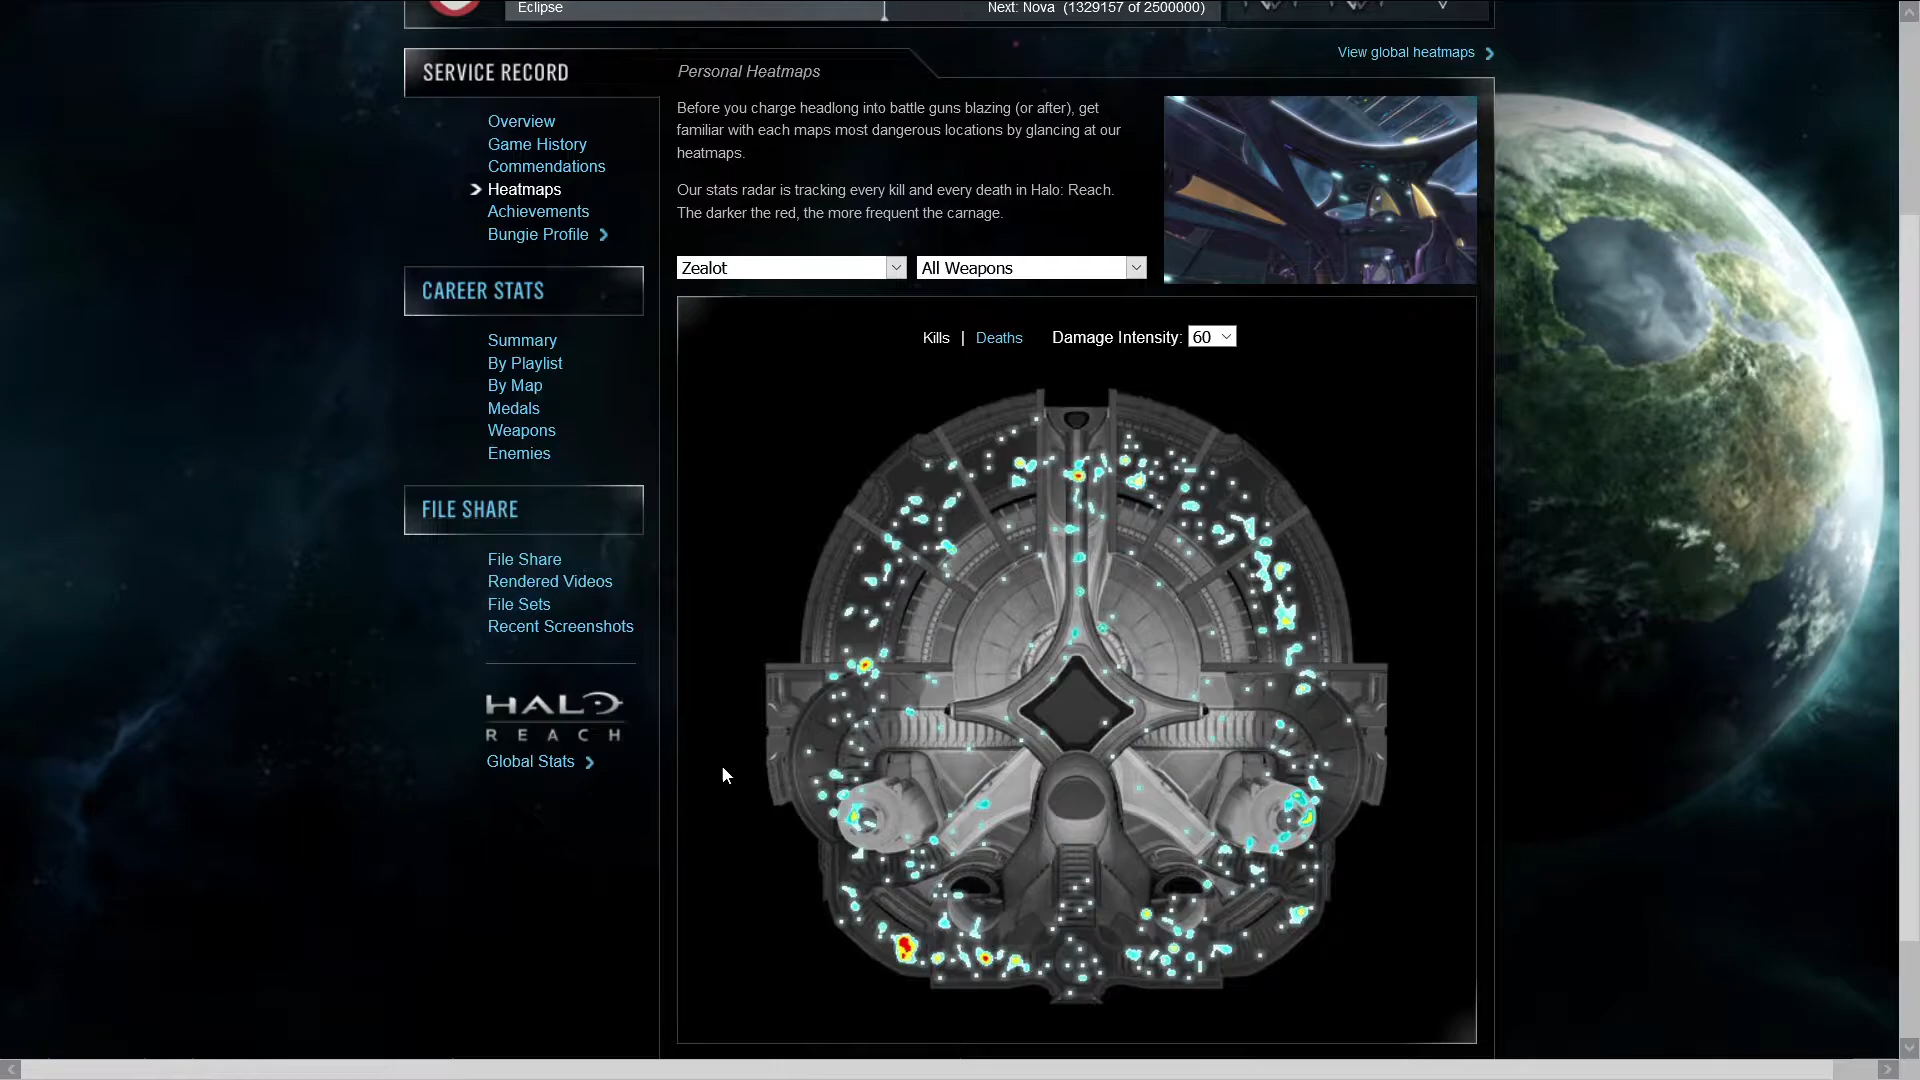 Eclipse
Next: Nova (1329157 of 2500000)
View global heatmaps
SERVICE RECORD
Personal Heatmaps
Before you charge headlong into battle guns blazing (or after), get
familiar with each maps most dangerous locations by glancing at our
heatmaps.
Our stats radar is tracking every kill and every death in Halo: Reach.
The darker the red, the more frequent the carnage.
Overview
Game History
Commendations
Heatmaps
Achievements
Bungie Profile
Zealot
All Weapons
CAREER STATS
Kills | Deaths Damage Intensity: 60
Summary
By Playlist
By Map
Medals
Weapons
Enemies
FILE SHARE
File Share
Rendered Videos
File Sets
Recent Screenshots
HALO
REACH
Global Stats